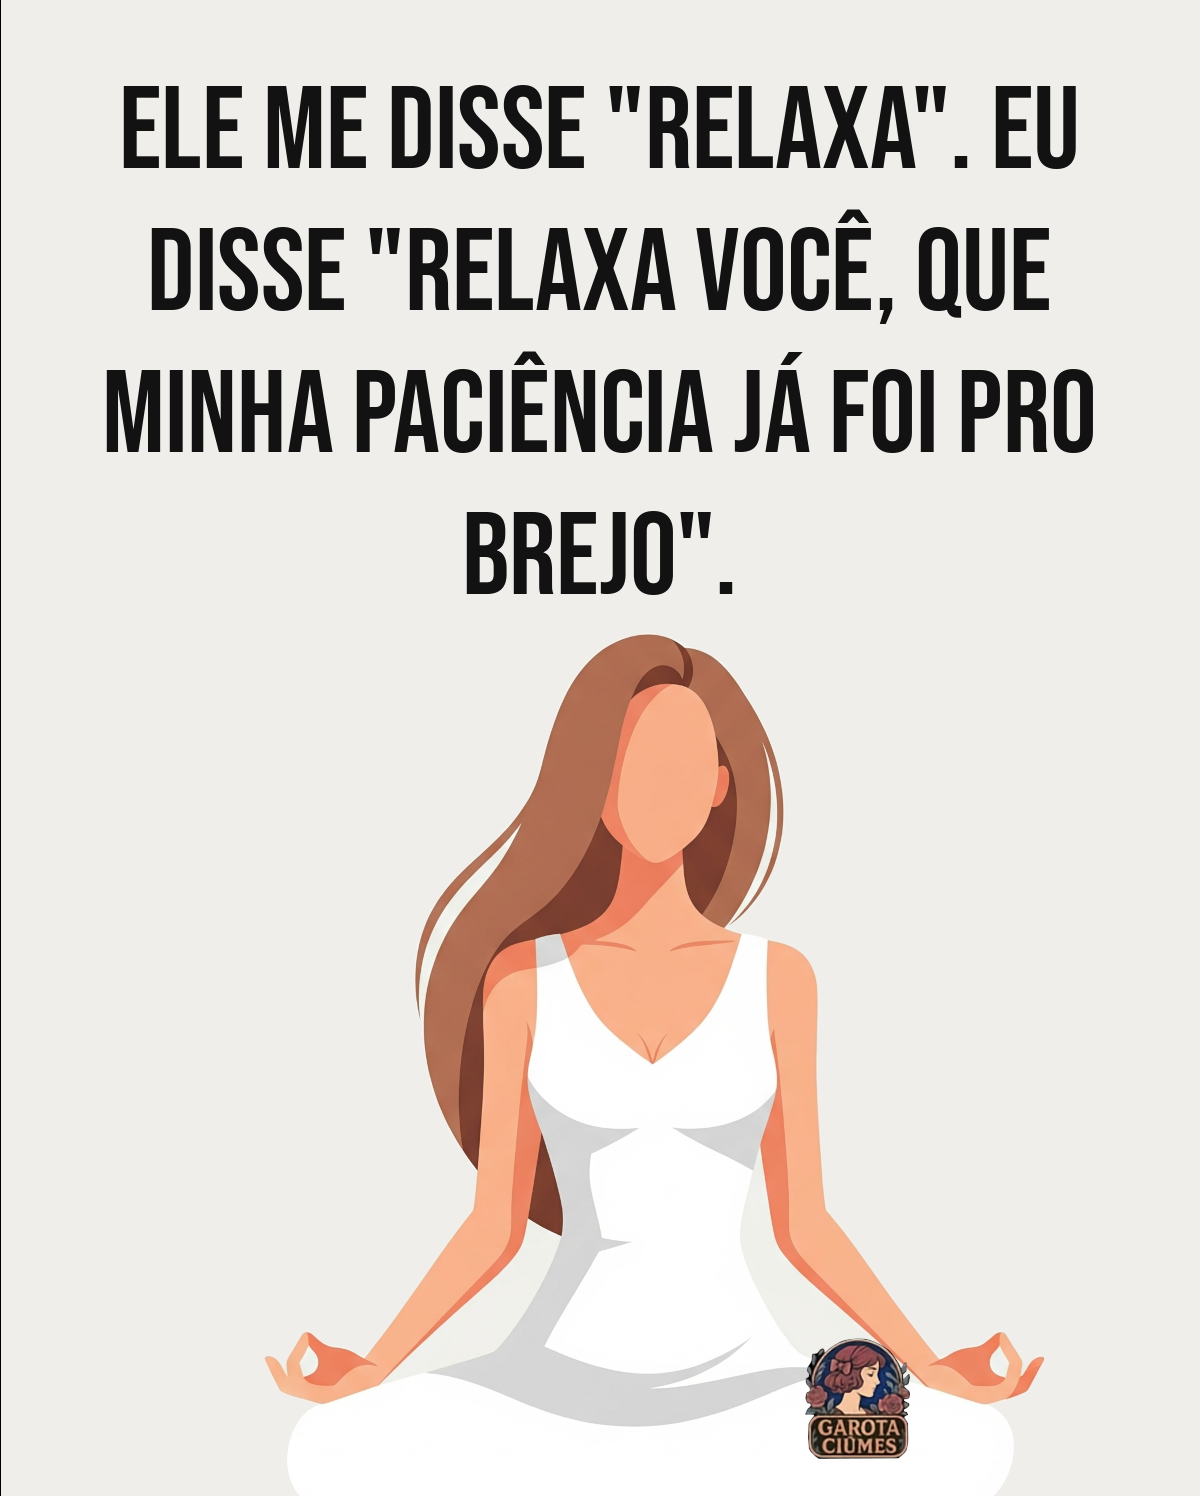 ELE ME DISSE "RELAXA". EU
DISSE "RELAXA VOCÊ, QUE
MINHA PACIÊNCIA JÁ FOI PRO
BREJO".
GAROTA
CIÚMES